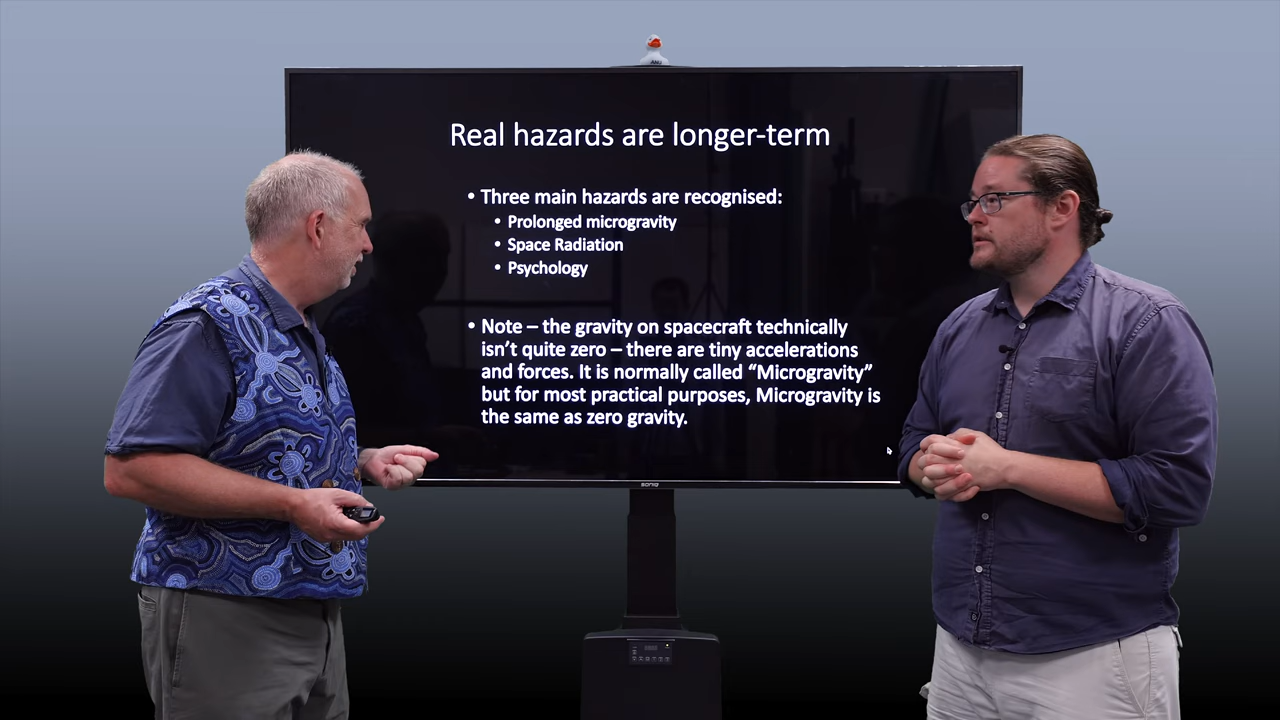 Real hazards are longer-term
• Three main hazards are recognised:
• Prolonged microgravity
• Space Radiation
• Psychology
• Note – the gravity on spacecraft technically
isn't quite zero – there are tiny accelerations
and forces. It is normally called “Microgravity”
but for most practical purposes, Microgravity is
the same as zero gravity.
soniq